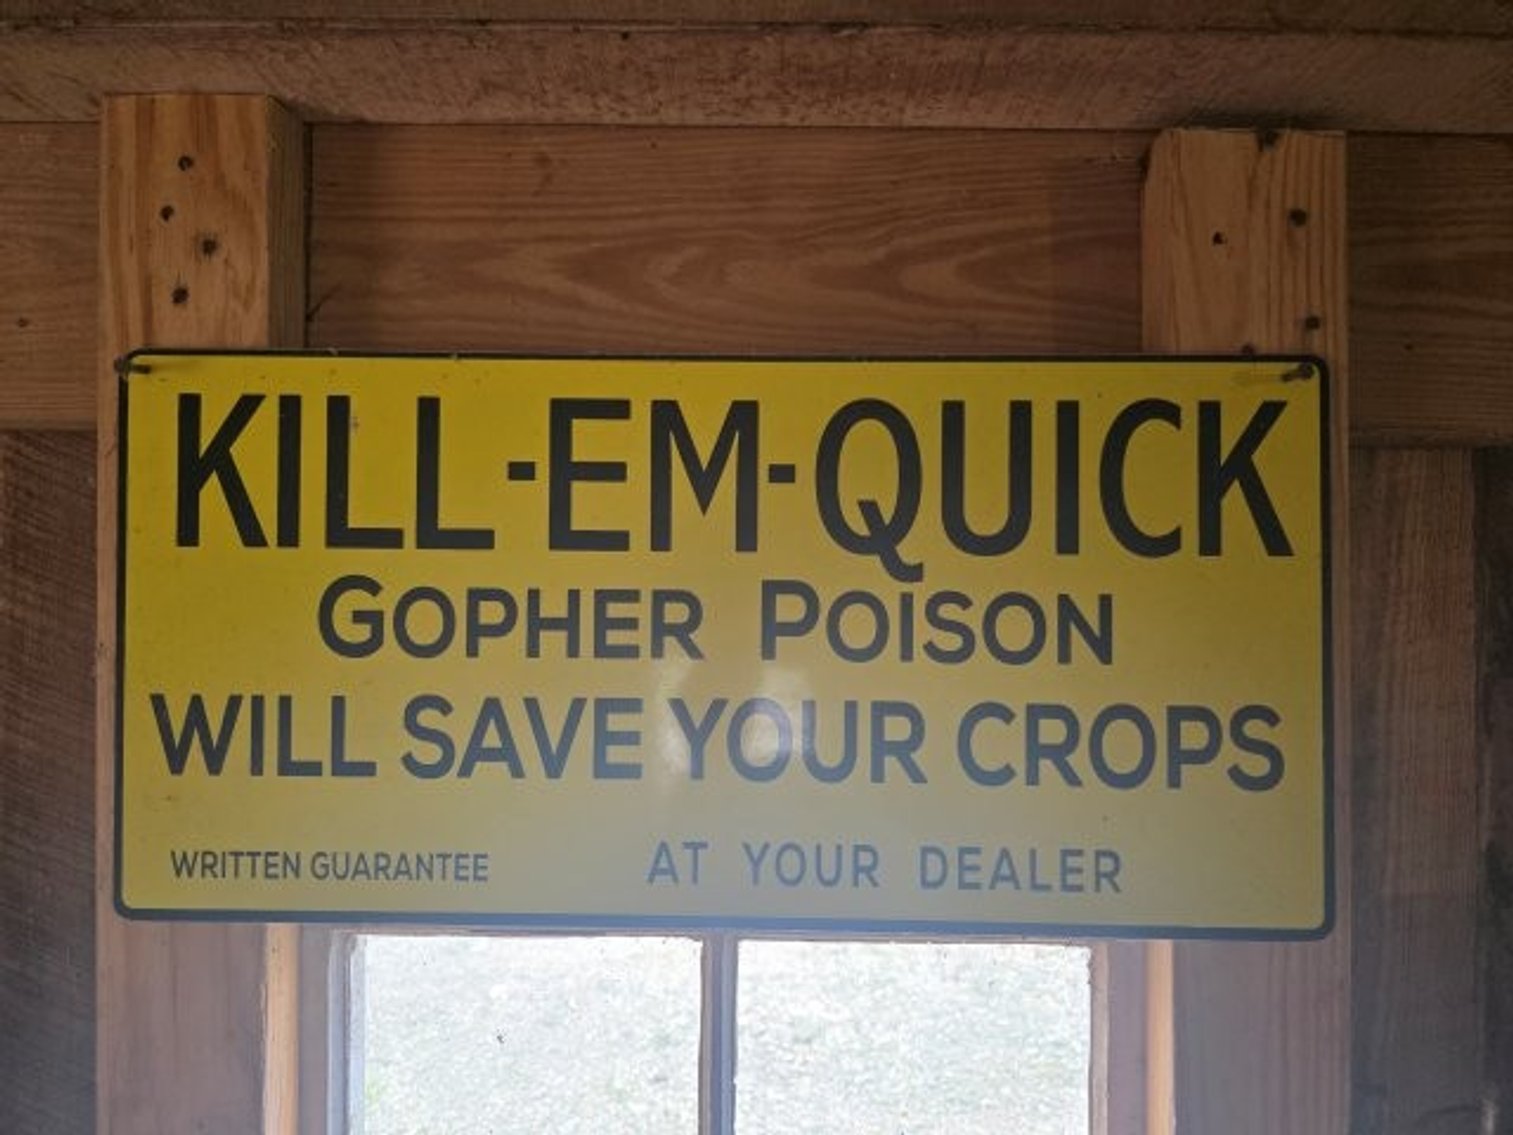 KILL-EM-QUICK
GOPHER POISON
WILL SAVE YOUR CROPS
WRITTEN GUARANTEE AT YOUR DEALER